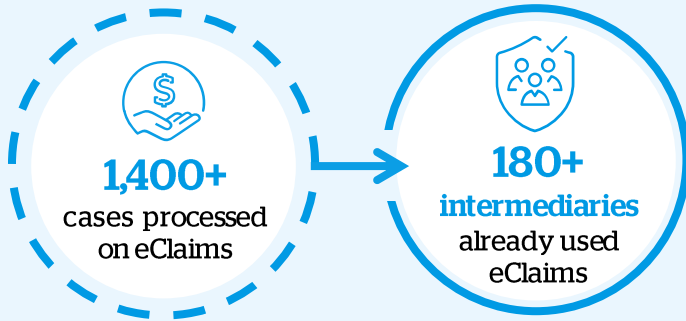 1,400+
cases processed
on eClaims
180+
intermediaries
already used
eClaims